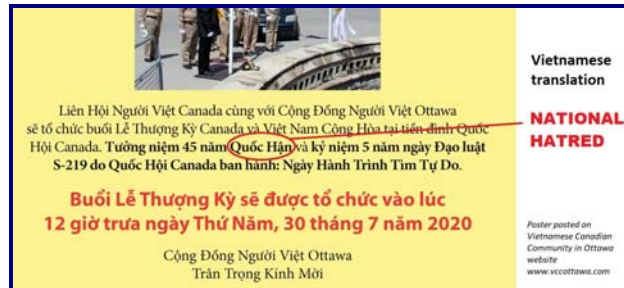 Liên Hội Người Việt Canada cùng với Cộng Đồng Người Việt Ottawa
sẽ tổ chức buổi Lễ Thượng Kỳ Canada và Việt Nam Cộng Hòa tại tiền đình Quốc
Hội Canada. Tưởng niệm 45 năm Quốc Hận và kỷ niệm 5 năm ngày Đạo luật
S-219 do Quốc Hội Canada ban hành: Ngày Hành Trình Tìm Tự Do.
Buổi Lễ Thượng Kỳ sẽ được tổ chức vào lúc
12 giờ trưa ngày Thứ Năm, 30 tháng 7 năm 2020
Cộng Đồng Người Việt Ottawa
Trân Trọng Kính Mời
Vietnamese
translation
NATIONAL
HATRED
Poster posted on
Vietnamese Canadian
Community in Ottawa
website
www.vccottawa.com